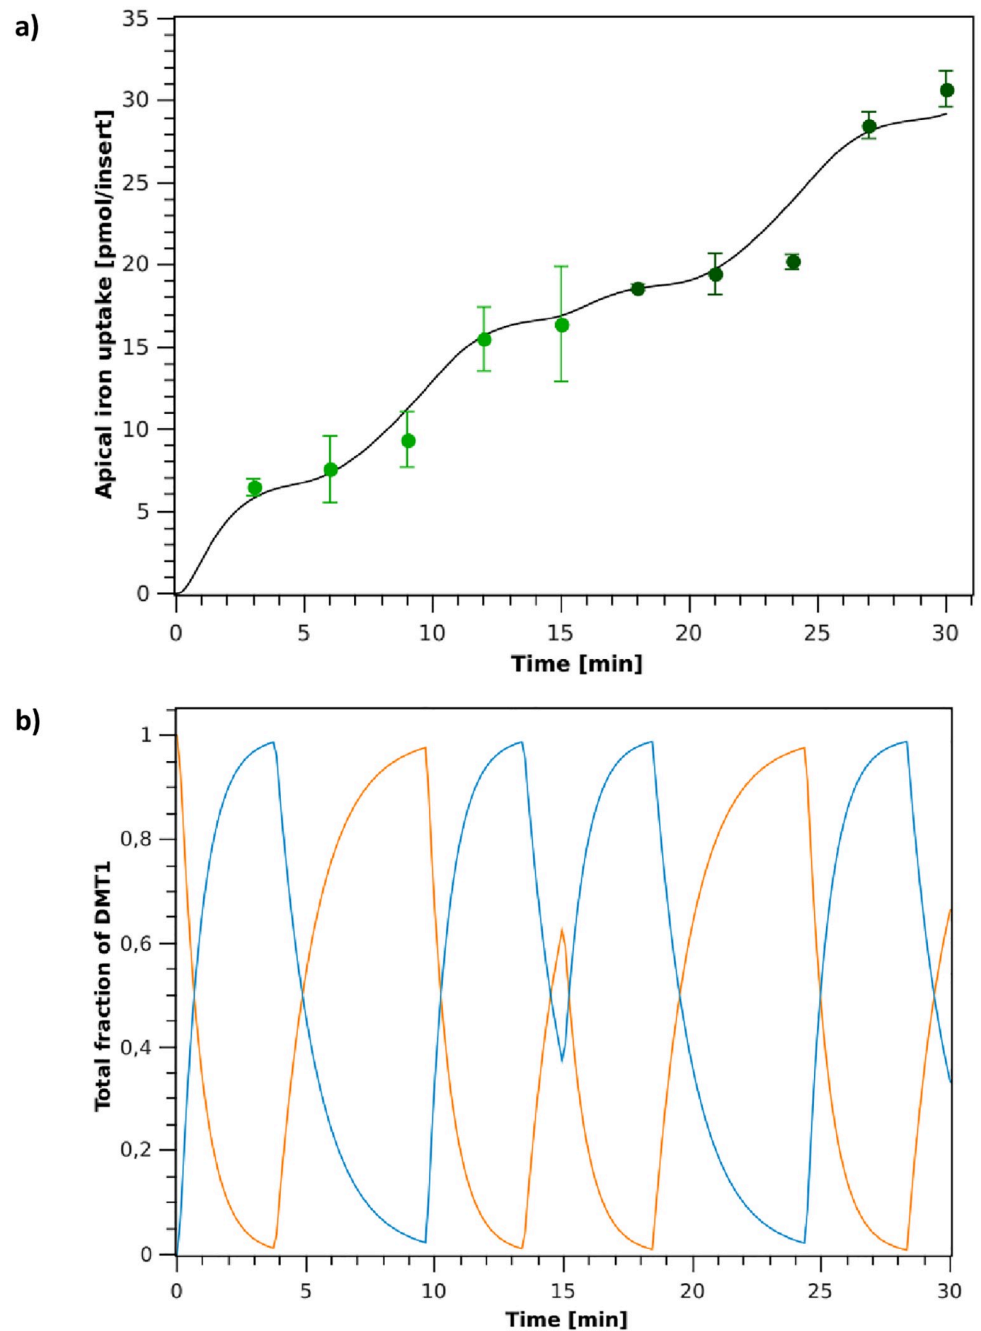 a)
35
30
25
20
15
10
5
0
Apical iron uptake [pmol/insert]
0 5 10 15 20 25 30
Time [min]
b)
1
0.8
0,6
0,4
0.2
0
Total fraction of DMT1
0 5 10 15 20 25 30
Time [min]